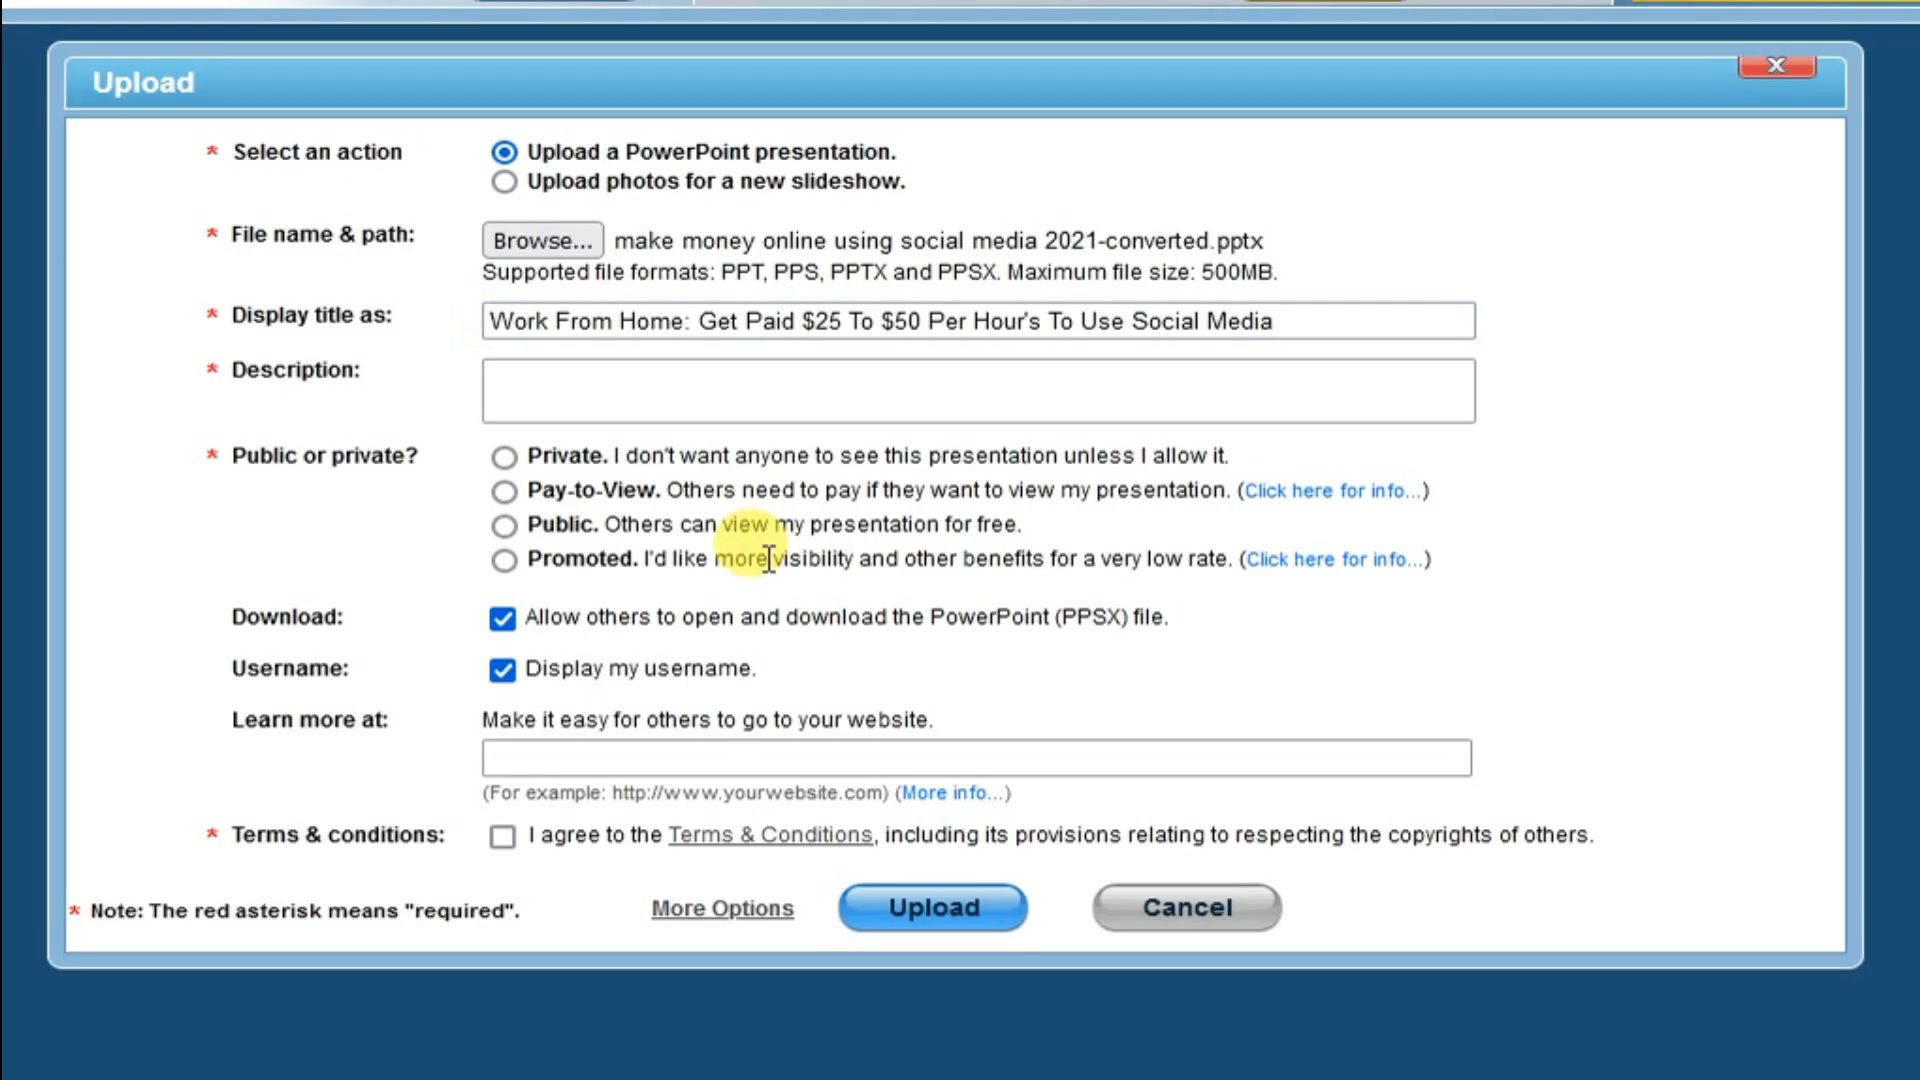 Upload
x
* Select an action
Upload a PowerPoint presentation.
Upload photos for a new slideshow.
* File name & path:
Browse... make money online using social media 2021-converted.pptx
Supported file formats: PPT, PPS, PPTX and PPSX. Maximum file size: 500MB.
* Display title as:
Work From Home: Get Paid $25 To $50 Per Hour's To Use Social Media
* Description:
* Public or private?
Private. I don't want anyone to see this presentation unless I allow it.
Pay-to-View. Others need to pay if they want to view my presentation. (Click here for info...)
Public. Others can view my presentation for free.
Promoted. I'd like more visibility and other benefits for a very low rate. (Click here for info...)
Download: Allow others to open and download the PowerPoint (PPSX) file.
Username: Display my username.
Learn more at: Make it easy for others to go to your website.
(For example: http://www.yourwebsite.com) (More info...)
* Terms & conditions: I agree to the Terms & Conditions, including its provisions relating to respecting the copyrights of others.
* Note: The red asterisk means "required". More Options Upload Cancel